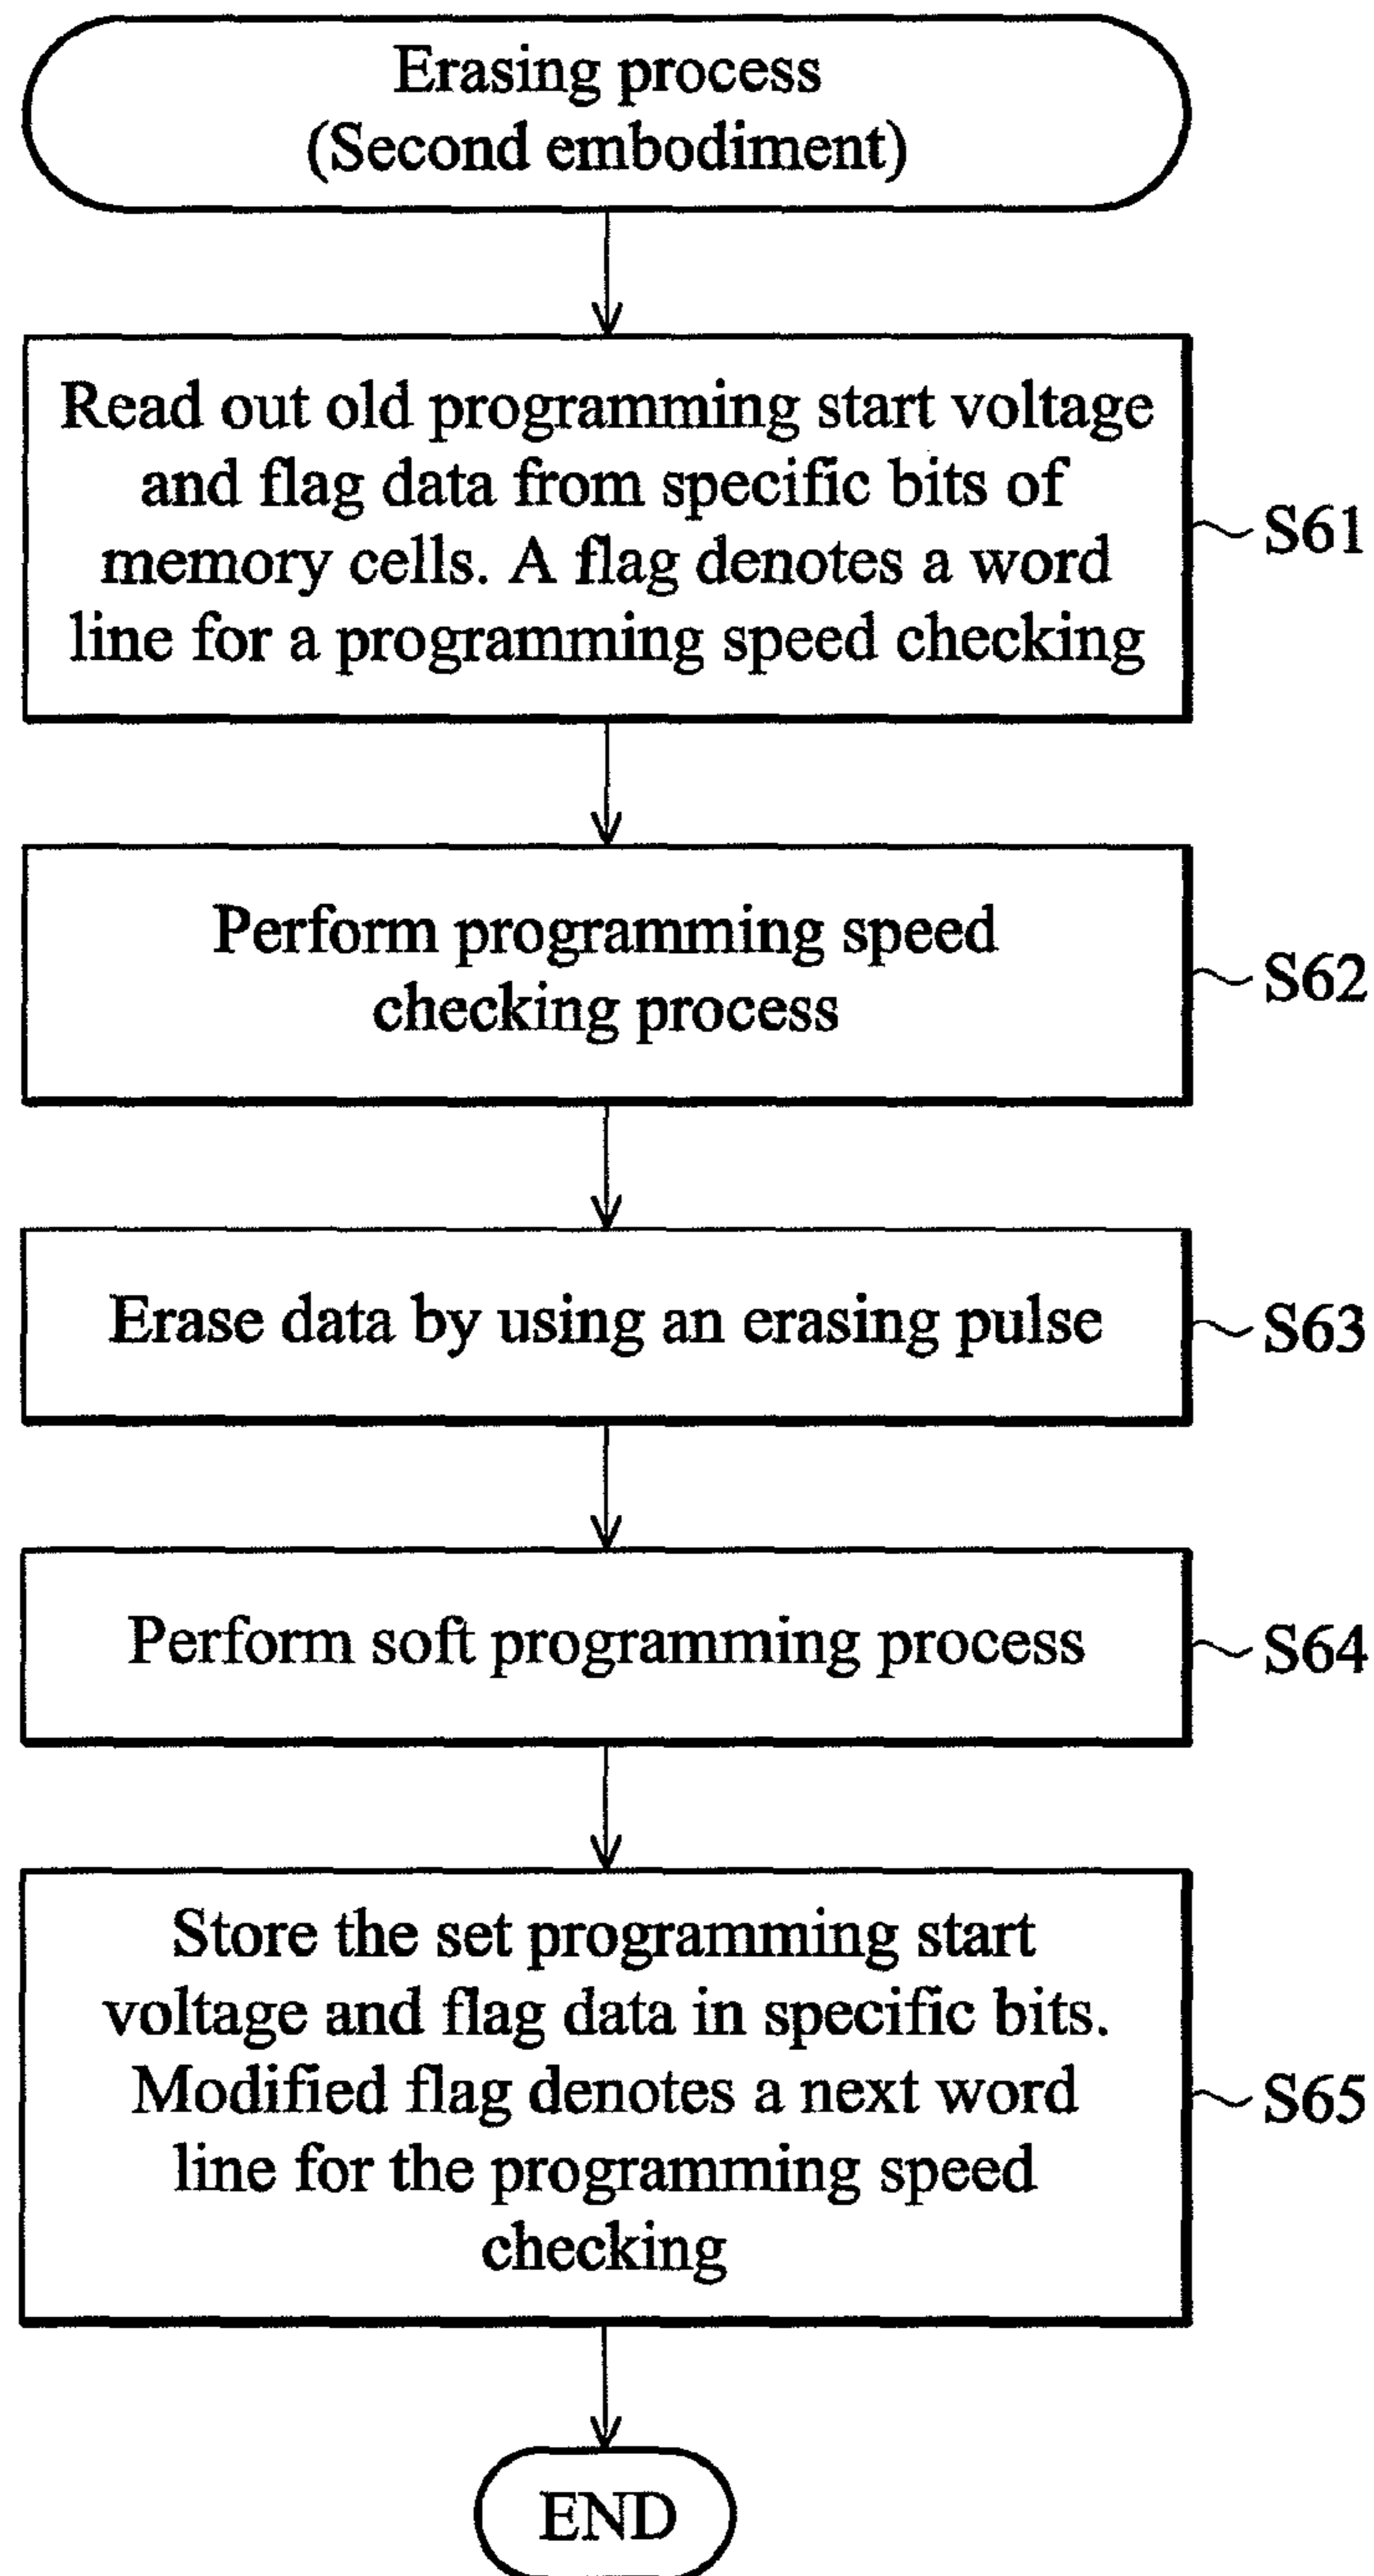 Erasing process
(Second embodiment)
Read out old programming start voltage
and flag data from specific bits of
memory cells. A flag denotes a word
line for a programming speed checking
S61
Perform programming speed
checking process
S62
Erase data by using an erasing pulse
S63
Perform soft programming process
S64
Store the set programming start
voltage and flag data in specific bits.
Modified flag denotes a next word
line for the programming speed
checking
S65
END